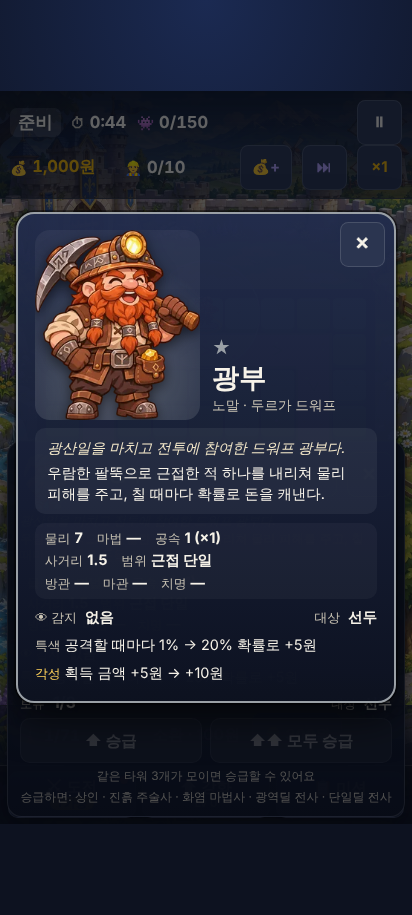 준비 0:44 0/150
1,000원 0/10 +  ×1
×
★
광부
노말 · 두르가 드워프
광산일을 마치고 전투에 참여한 드워프 광부다.
우람한 팔뚝으로 근접한 적 하나를 내리쳐 물리
피해를 주고, 칠 때마다 확률로 돈을 캐낸다.
물리 7 마법 — 공속 1 (×1)
사거리 1.5 범위 근접 단일
방관 — 마관 — 치명 —
감지 없음 대상 선두
특색 공격할 때마다 1% → 20% 확률로 +5원
각성 획득 금액 +5원 → +10원
승급 모두 승급
같은 타워 3개가 모이면 승급할 수 있어요
승급하면: 상인 · 진흙 주술사 · 화염 마법사 · 광역딜 전사 · 단일딜 전사